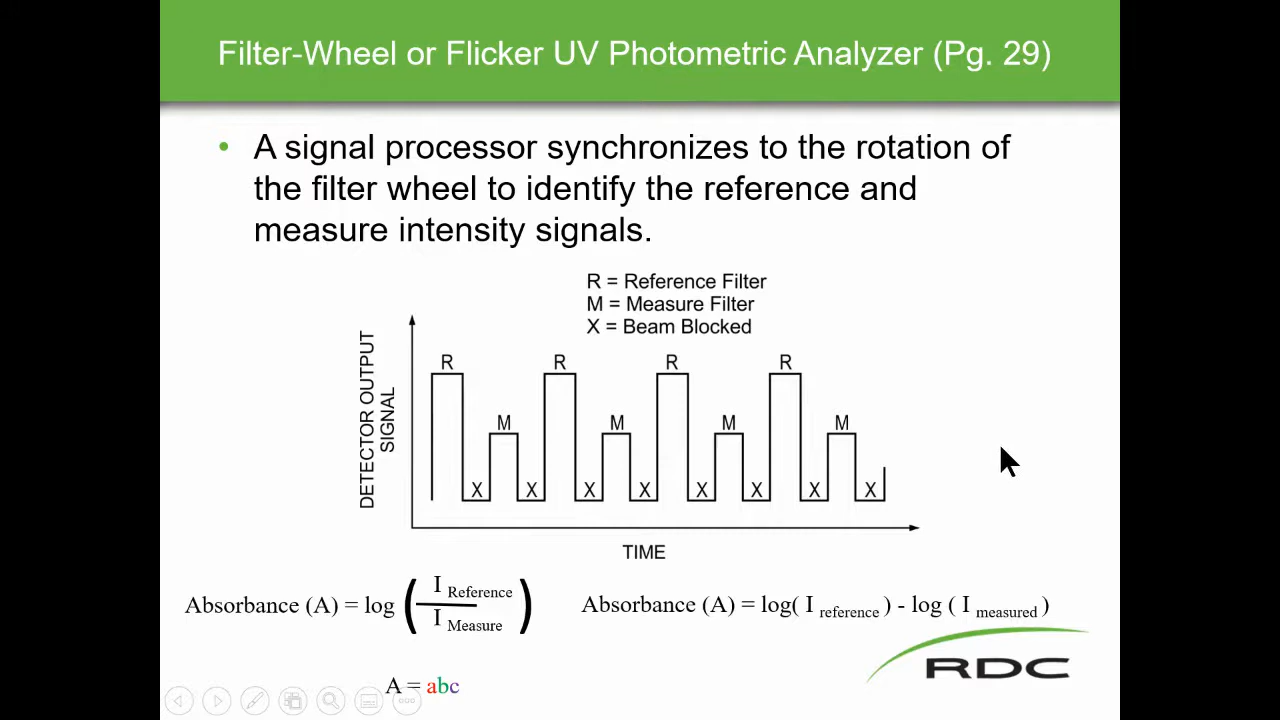 Filter-Wheel or Flicker UV Photometric Analyzer (Pg. 29)
• A signal processor synchronizes to the rotation of
the filter wheel to identify the reference and
measure intensity signals.
R = Reference Filter
M = Measure Filter
X = Beam Blocked
DETECTOR OUTPUT
SIGNAL
R R R R
M M M M
X X X X X X X X
TIME
Absorbance (A) = log ( I Reference / I Measure )
Absorbance (A) = log( I reference ) - log ( I measured )
RDC
A = abc